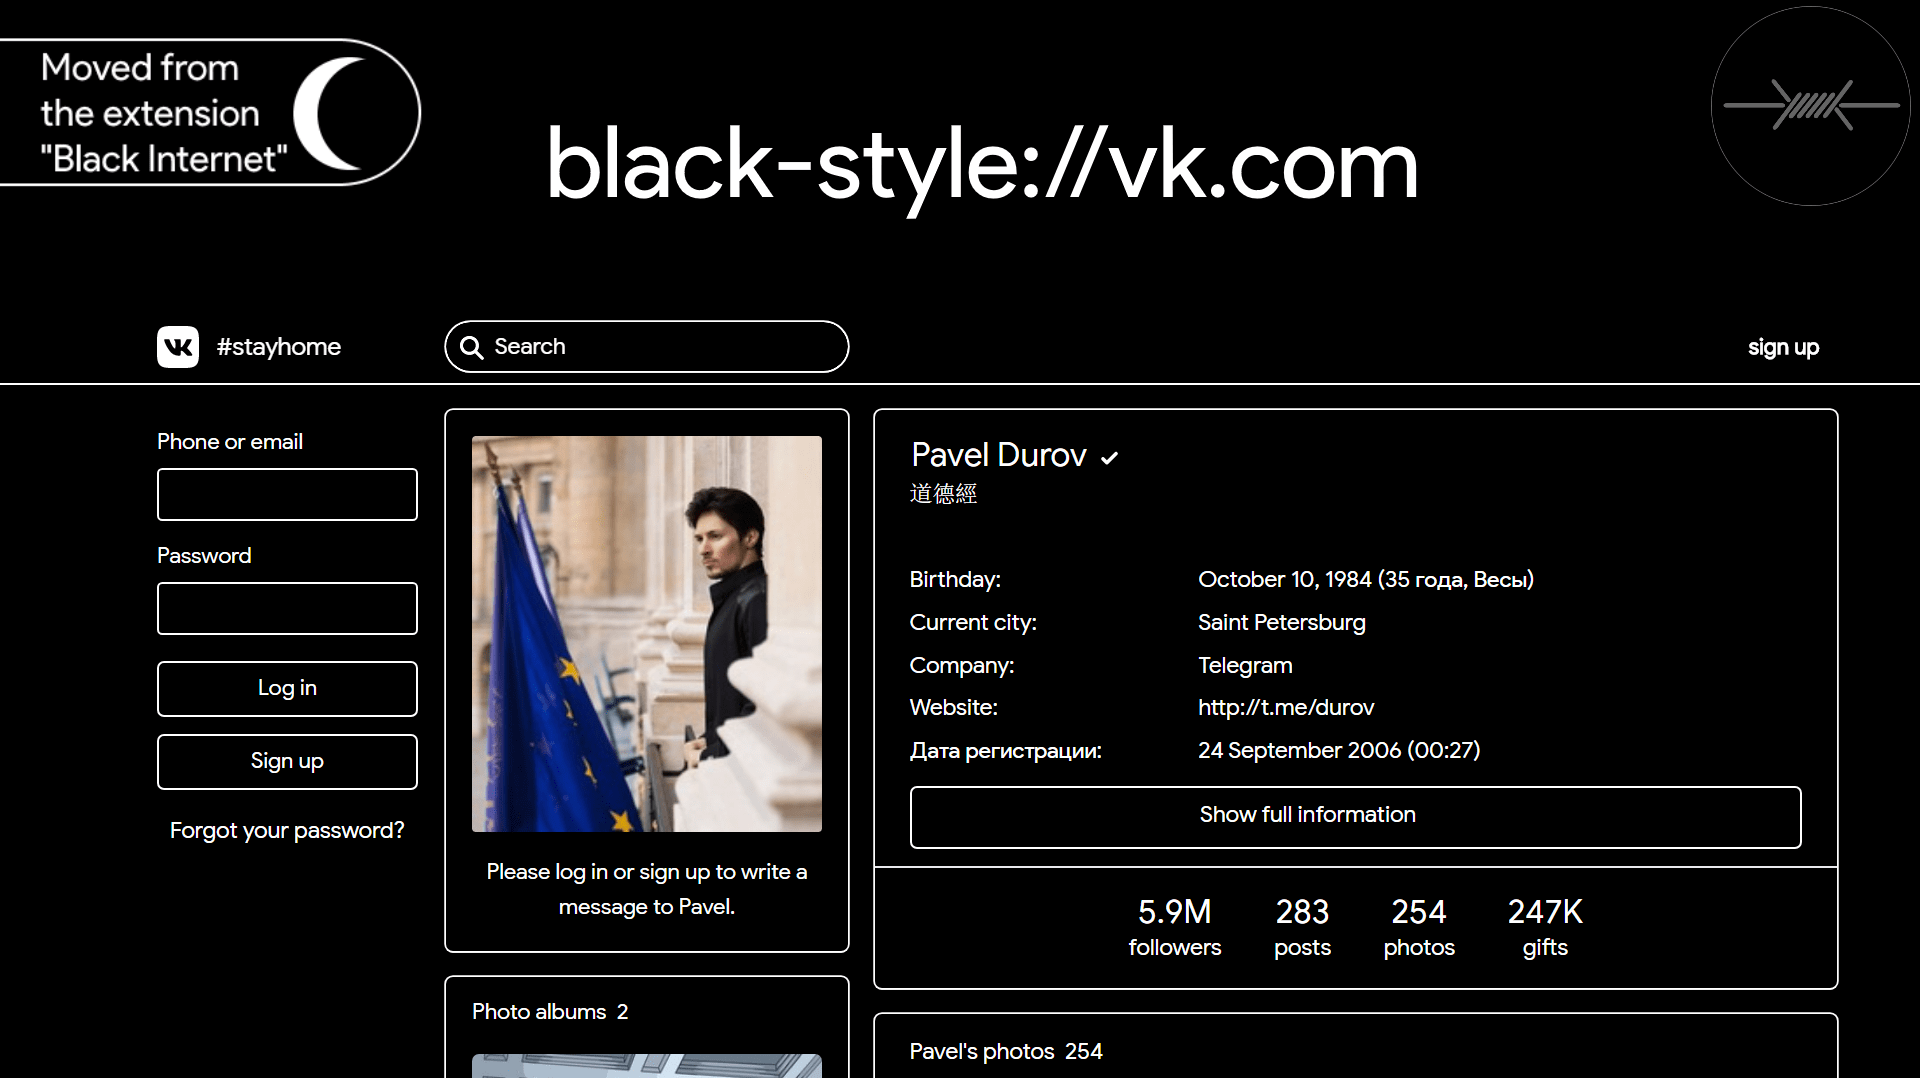 Moved from
the extension
"Black Internet"
black-style://vk.com
#stayhome
Search
sign up
Phone or email
Password
Log in
Sign up
Forgot your password?
Please log in or sign up to write a
message to Pavel.
Photo albums 2
Pavel Durov
道德經
Birthday: October 10, 1984 (35 года, Весы)
Current city: Saint Petersburg
Company: Telegram
Website: http://t.me/durov
Дата регистрации: 24 September 2006 (00:27)
Show full information
5.9M 283 254 247K
followers posts photos gifts
Pavel's photos 254